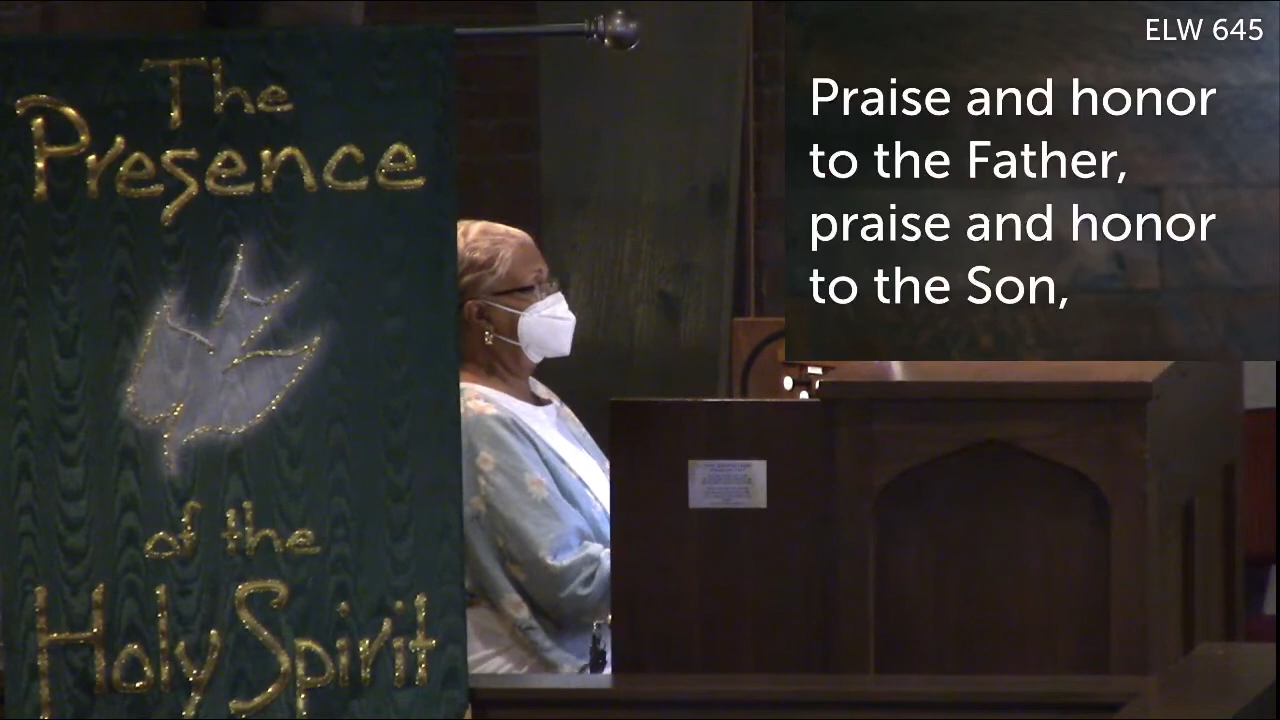 The
Presence
of the
Holy Spirit
ELW 645
Praise and honor
to the Father,
praise and honor
to the Son,